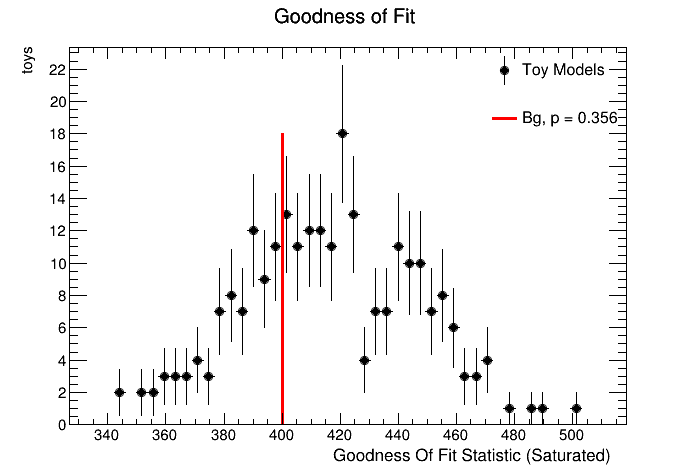 Goodness of Fit
toys
22
20
18
16
14
12
10
8
6
4
2
0
Toy Models
Bg, p = 0.356
340 360 380 400 420 440 460 480 500
Goodness Of Fit Statistic (Saturated)